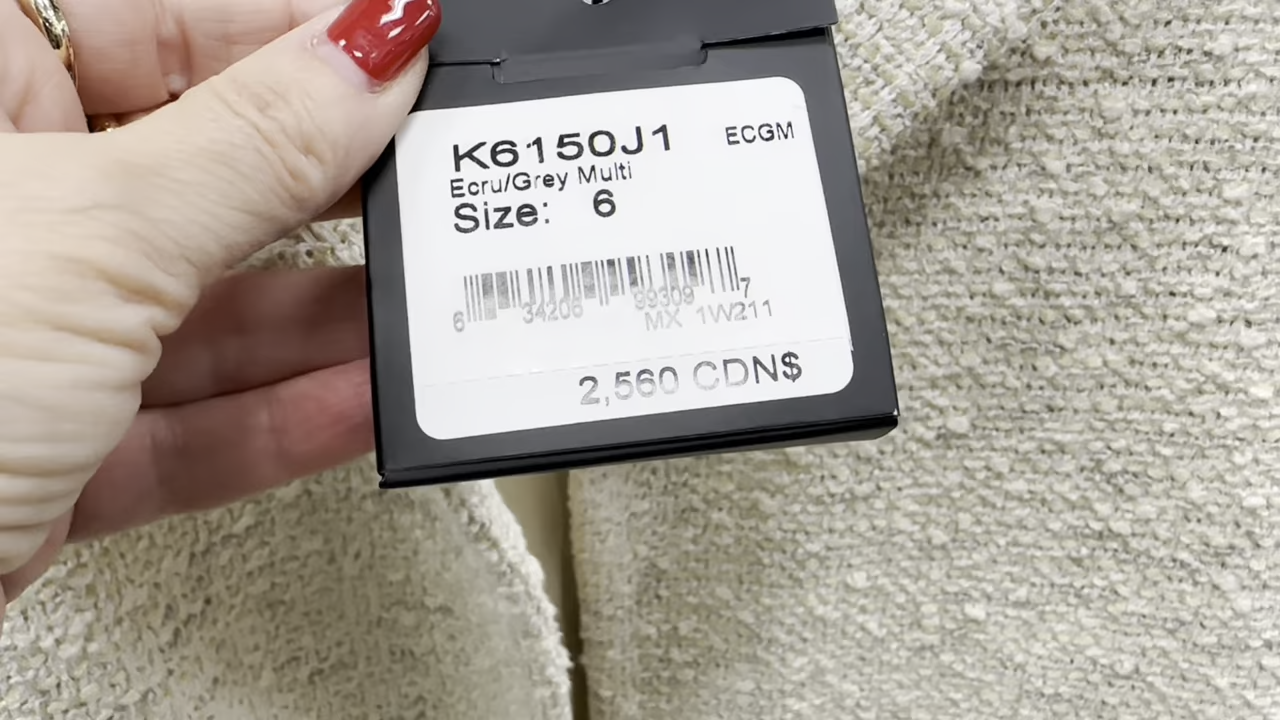 K6150J1 ECGM
Ecru/Grey Multi
Size: 6
6 34206 99309 7
MX 1W211
2,560 CDN$